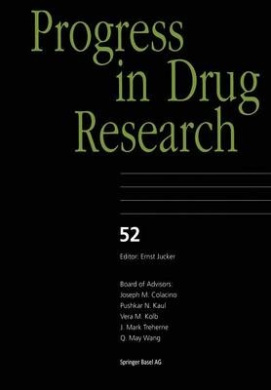 Progress
in Drug
Research
52
Editor: Ernst Jucker
Board of Advisors:
Joseph M. Colacino
Pushkar N. Kaul
Vera M. Kolb
J. Mark Treherne
Q. May Wang
Springer Basel AG